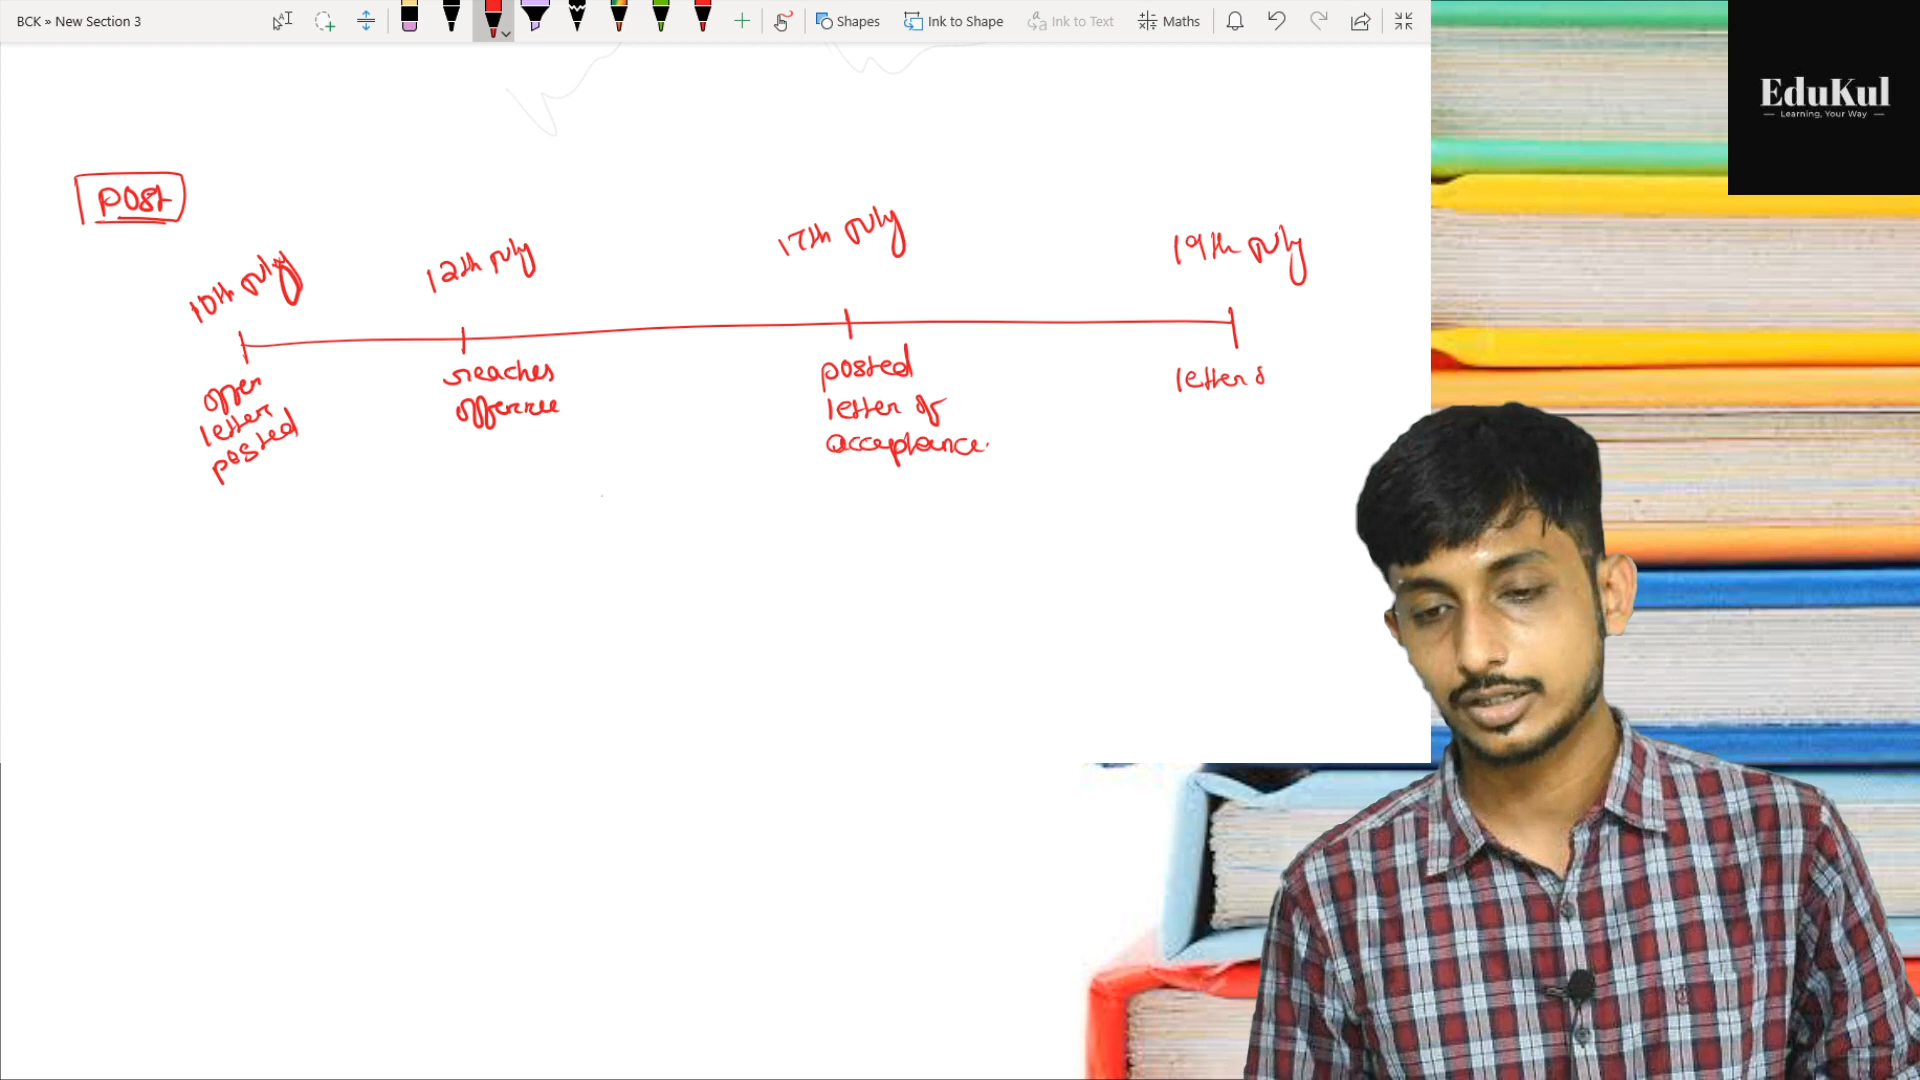 BCK » New Section 3
Shapes
Ink to Shape
Ink to Text
Maths
EduKul
— Learning, Your Way —
POST
10th July
12th July
17th July
19th July
offer
letter
posted
reaches
offeree
posted
letter of
acceptance.
letter